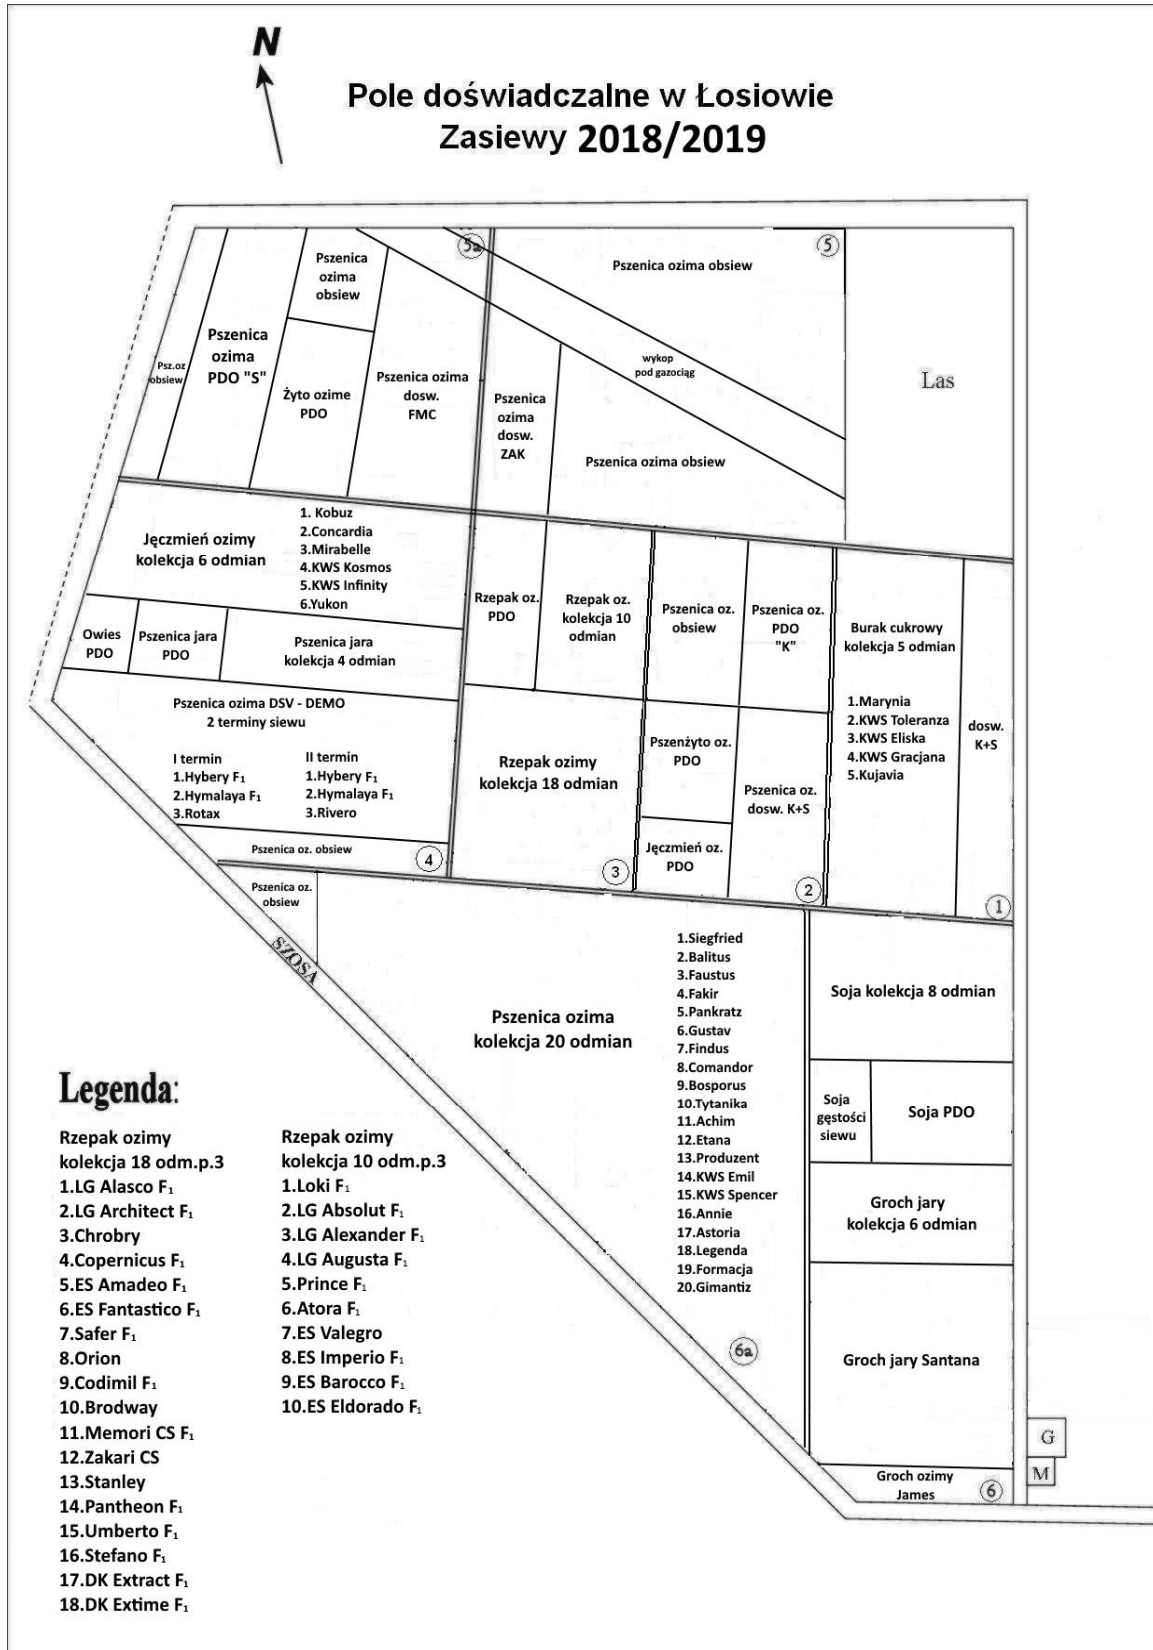 N
Pole doświadczalne w Łosiowie
Zasiewy 2018/2019
5a
5
Pszenica
ozima
obsiew
Pszenica ozima obsiew
Pszenica
ozima
PDO "S"
Psz.oz
obsiew
wykop
pod gazociąg
Las
Żyto ozime
PDO
Pszenica ozima
dosw.
FMC
Pszenica
ozima
dosw.
ZAK
Pszenica ozima obsiew
Jęczmień ozimy
kolekcja 6 odmian
1. Kobuz
2.Concardia
3.Mirabelle
4.KWS Kosmos
5.KWS Infinity
6.Yukon
Rzepak oz.
PDO
Rzepak oz.
kolekcja 10
odmian
Pszenica oz.
obsiew
Pszenica oz.
PDO
"K"
Burak cukrowy
kolekcja 5 odmian
1.Marynia
2.KWS Toleranza
3.KWS Eliska
4.KWS Gracjana
5.Kujavia
dosw.
K+S
Owies
PDO
Pszenica jara
PDO
Pszenica jara
kolekcja 4 odmian
Pszenica ozima DSV - DEMO
2 terminy siewu
I termin
1.Hybery F₁
2.Hymalaya F₁
3.Rotax
II termin
1.Hybery F₁
2.Hymalaya F₁
3.Rivero
Rzepak ozimy
kolekcja 18 odmian
Pszenżyto oz.
PDO
Pszenica oz.
dosw. K+S
Jęczmień oz.
PDO
Pszenica oz. obsiew
4
3
2
1
Pszenica oz.
obsiew
SZOSA
Pszenica ozima
kolekcja 20 odmian
1.Siegfried
2.Balitus
3.Faustus
4.Fakir
5.Pankratz
6.Gustav
7.Findus
8.Comandor
9.Bosporus
10.Tytanika
11.Achim
12.Etana
13.Produzent
14.KWS Emil
15.KWS Spencer
16.Annie
17.Astoria
18.Legenda
19.Formacja
20.Gimantiz
6a
Soja kolekcja 8 odmian
Soja
gęstości
siewu
Soja PDO
Groch jary
kolekcja 6 odmian
Groch jary Santana
Groch ozimy
James
6
G
M
Legenda:
Rzepak ozimy
kolekcja 18 odm.p.3
1.LG Alasco F₁
2.LG Architect F₁
3.Chrobry
4.Copernicus F₁
5.ES Amadeo F₁
6.ES Fantastico F₁
7.Safer F₁
8.Orion
9.Codimil F₁
10.Brodway
11.Memori CS F₁
12.Zakari CS
13.Stanley
14.Pantheon F₁
15.Umberto F₁
16.Stefano F₁
17.DK Extract F₁
18.DK Extime F₁
Rzepak ozimy
kolekcja 10 odm.p.3
1.Loki F₁
2.LG Absolut F₁
3.LG Alexander F₁
4.LG Augusta F₁
5.Prince F₁
6.Atora F₁
7.ES Valegro
8.ES Imperio F₁
9.ES Barocco F₁
10.ES Eldorado F₁